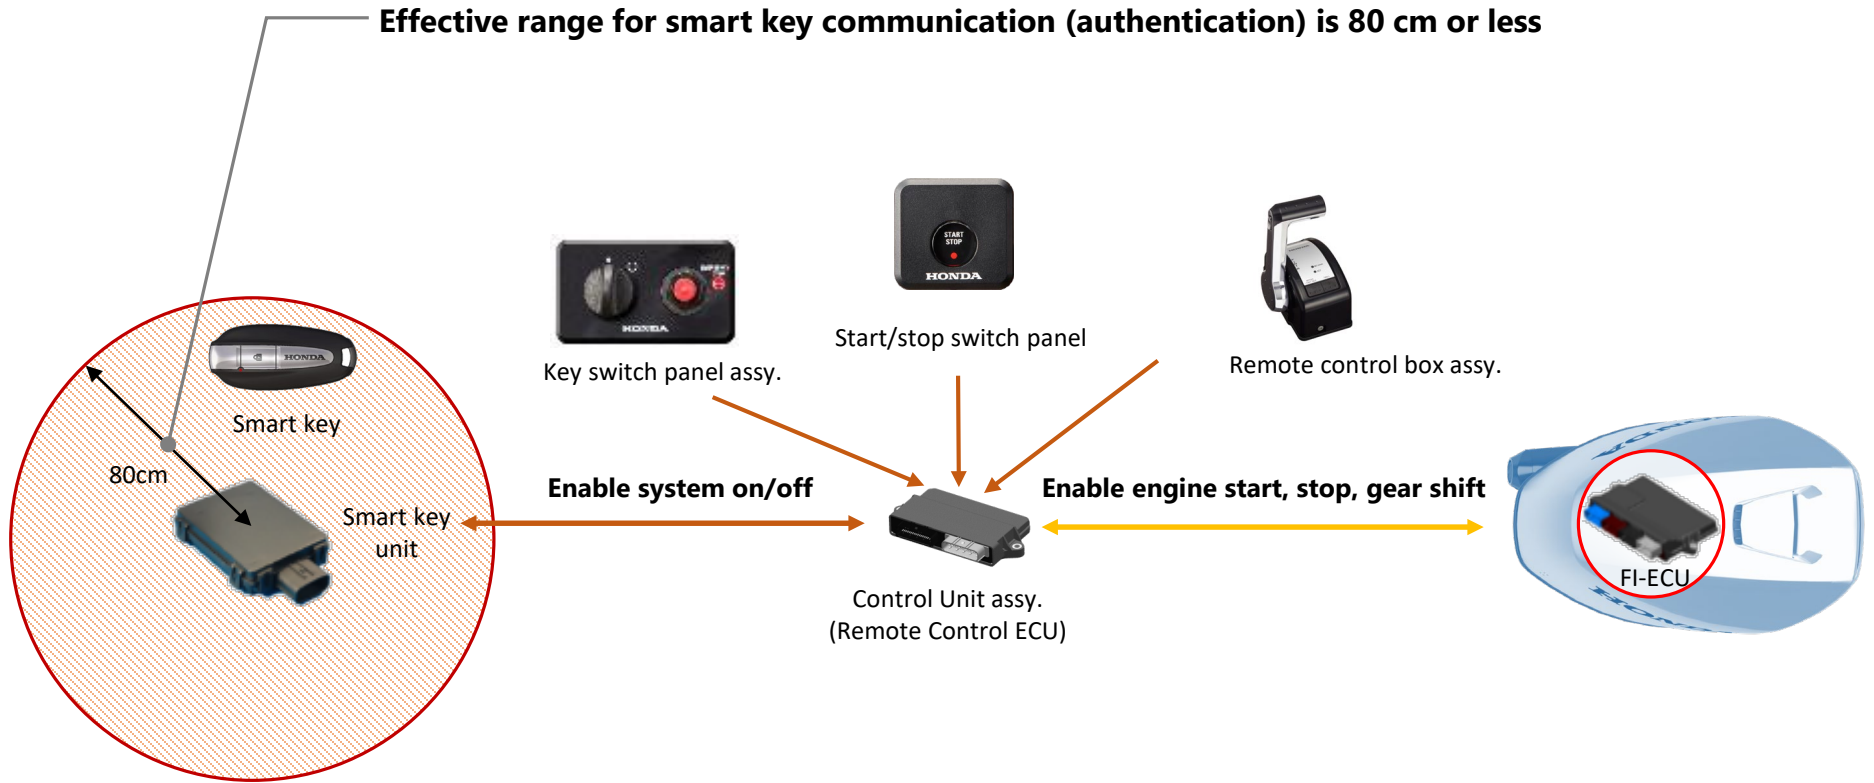 Effective range for smart key communication (authentication) is 80 cm or less
START
STOP
HONDA
HONDA
Start/stop switch panel
Key switch panel assy.
Remote control box assy.
HONDA
Smart key
80cm
Smart key
unit
Enable system on/off
Enable engine start, stop, gear shift
HONDA
FI-ECU
HONDA
Control Unit assy.
(Remote Control ECU)